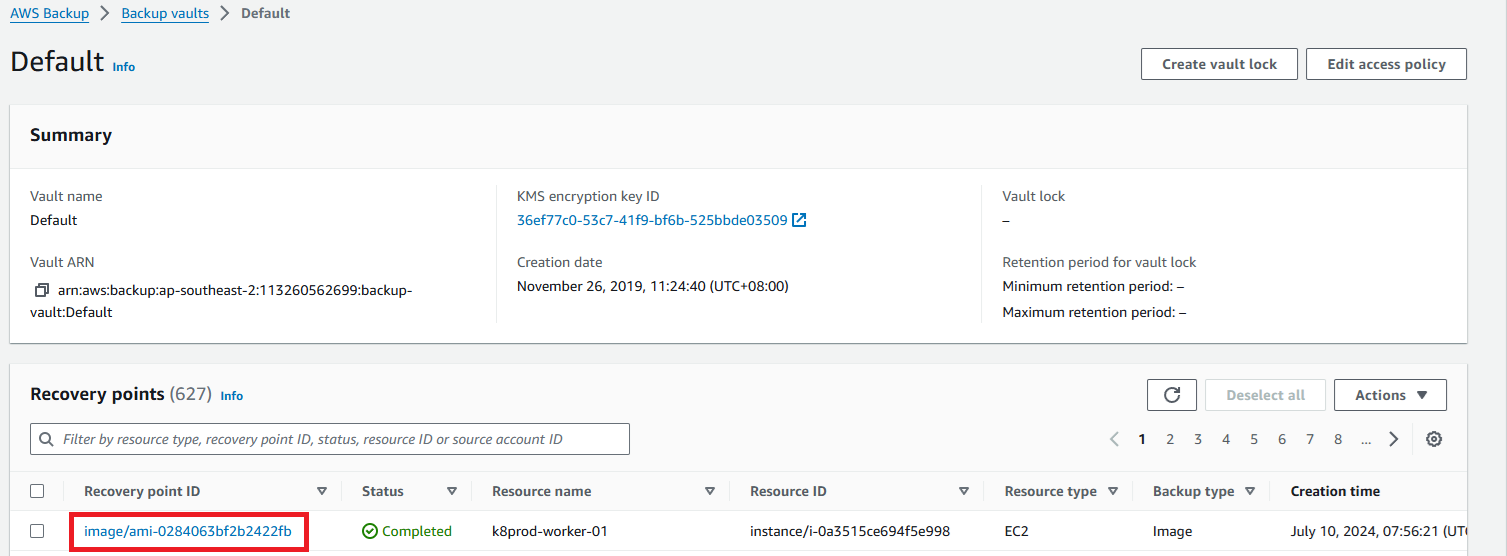 AWS Backup > Backup vaults > Default
Default Info
Create vault lock
Edit access policy
Summary
Vault name
Default
KMS encryption key ID
36ef77c0-53c7-41f9-bf6b-525bbde03509
Vault lock
–
Vault ARN
arn:aws:backup:ap-southeast-2:113260562699:backup-
vault:Default
Creation date
November 26, 2019, 11:24:40 (UTC+08:00)
Retention period for vault lock
Minimum retention period: –
Maximum retention period: –
Recovery points (627) Info
Deselect all
Actions
Filter by resource type, recovery point ID, status, resource ID or source account ID
1 2 3 4 5 6 7 8 ...
Recovery point ID Status Resource name Resource ID Resource type Backup type Creation time
image/ami-0284063bf2b2422fb Completed k8prod-worker-01 instance/i-0a3515ce694f5e998 EC2 Image July 10, 2024, 07:56:21 (UTC